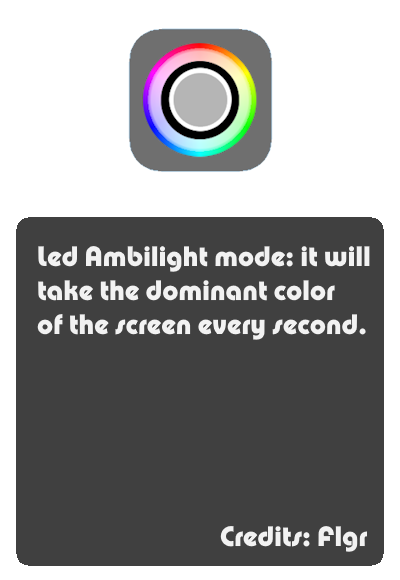 Led Ambilight mode: it will
take the dominant color
of the screen every second.
Credits: Flgr